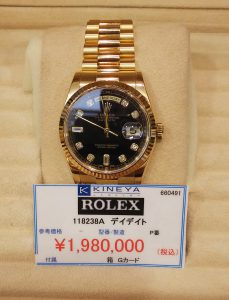 KINEYA
660491
ROLEX
118238A デイデイト
参考価格 - 型番/製造 P番
¥1,980,000 (税込)
付属 箱 Gカード